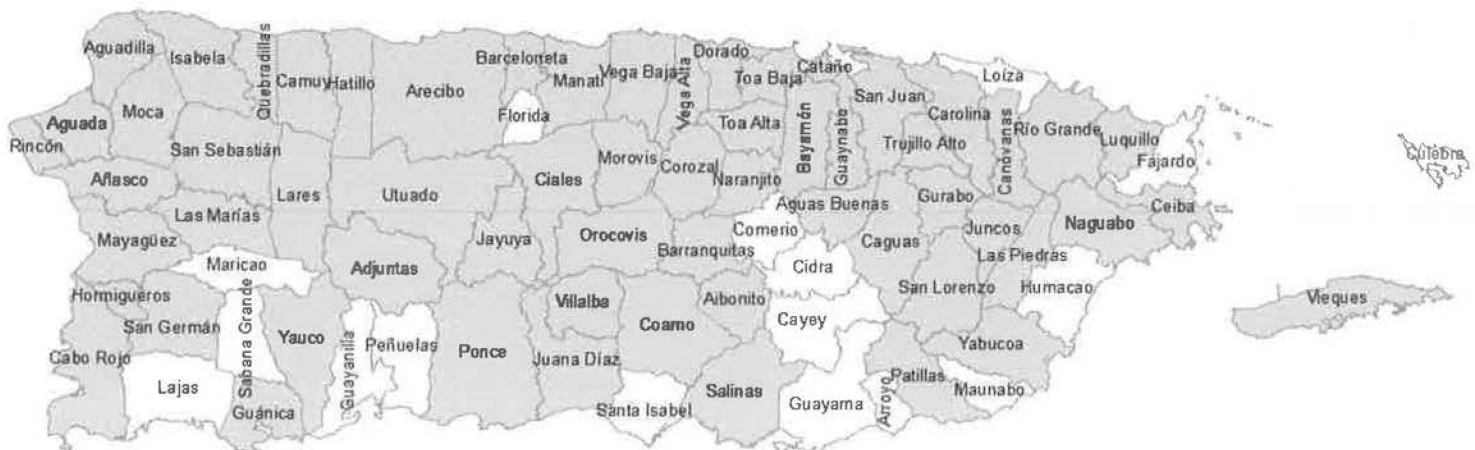 Aguadilla
Isabela
Quebradillas
Camuy
Hatillo
Arecibo
Barceloneta
Manatí
Vega Baja
Vega Alta
Dorado
Toa Baja
Cataño
San Juan
Carolina
Loíza
Río Grande
Luquillo
Fajardo
Culebra
Rincón
Aguada
Moca
San Sebastián
Florida
Toa Alta
Bayamón
Guaynabo
Trujillo Alto
Canóvanas
Añasco
Las Marías
Lares
Utuado
Ciales
Morovis
Corozal
Naranjito
Aguas Buenas
Gurabo
Juncos
Naguabo
Ceiba
Mayagüez
Maricao
Adjuntas
Jayuya
Orocovis
Barranquitas
Comerio
Cidra
Caguas
Las Piedras
San Lorenzo
Humacao
Vieques
Hormigueros
San Germán
Sabana Grande
Yauco
Guayanilla
Peñuelas
Ponce
Villalba
Juana Díaz
Coamo
Aibonito
Cayey
Yabucoa
Cabo Rojo
Lajas
Guánica
Santa Isabel
Salinas
Guayama
Arroyo
Patillas
Maunabo